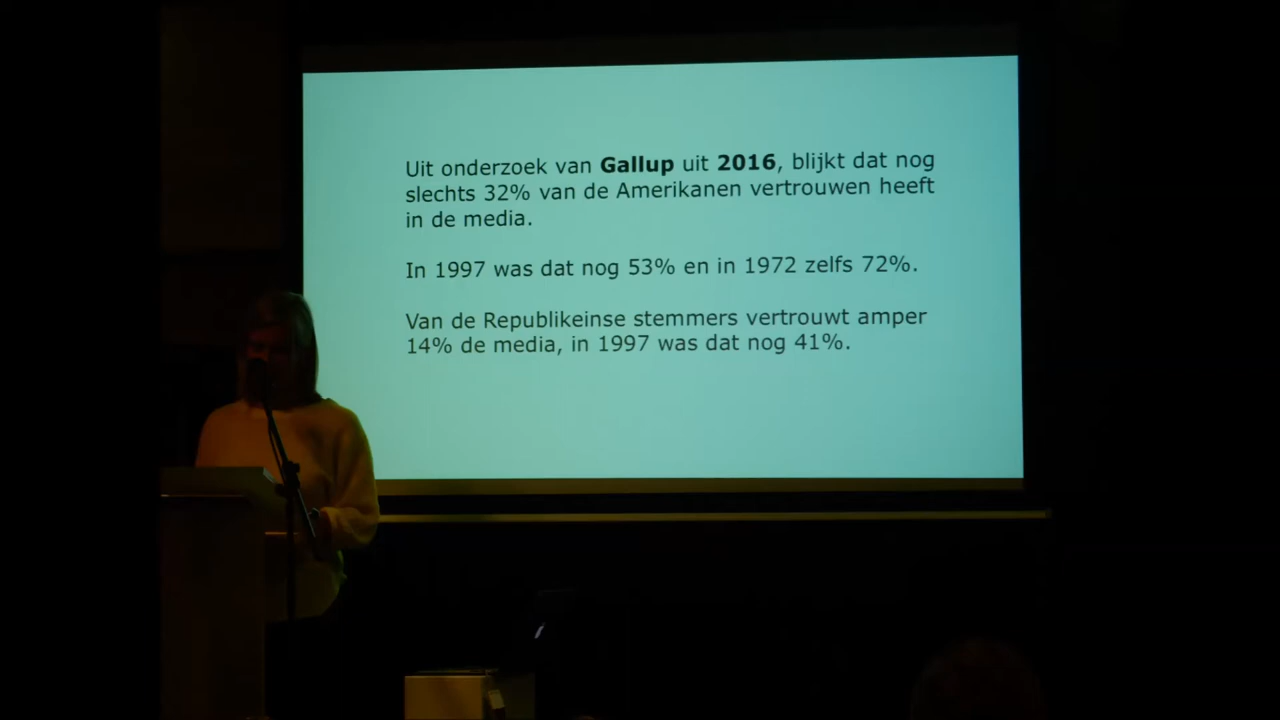 Uit onderzoek van Gallup uit 2016, blijkt dat nog
slechts 32% van de Amerikanen vertrouwen heeft
in de media.
In 1997 was dat nog 53% en in 1972 zelfs 72%.
Van de Republikeinse stemmers vertrouwt amper
14% de media, in 1997 was dat nog 41%.